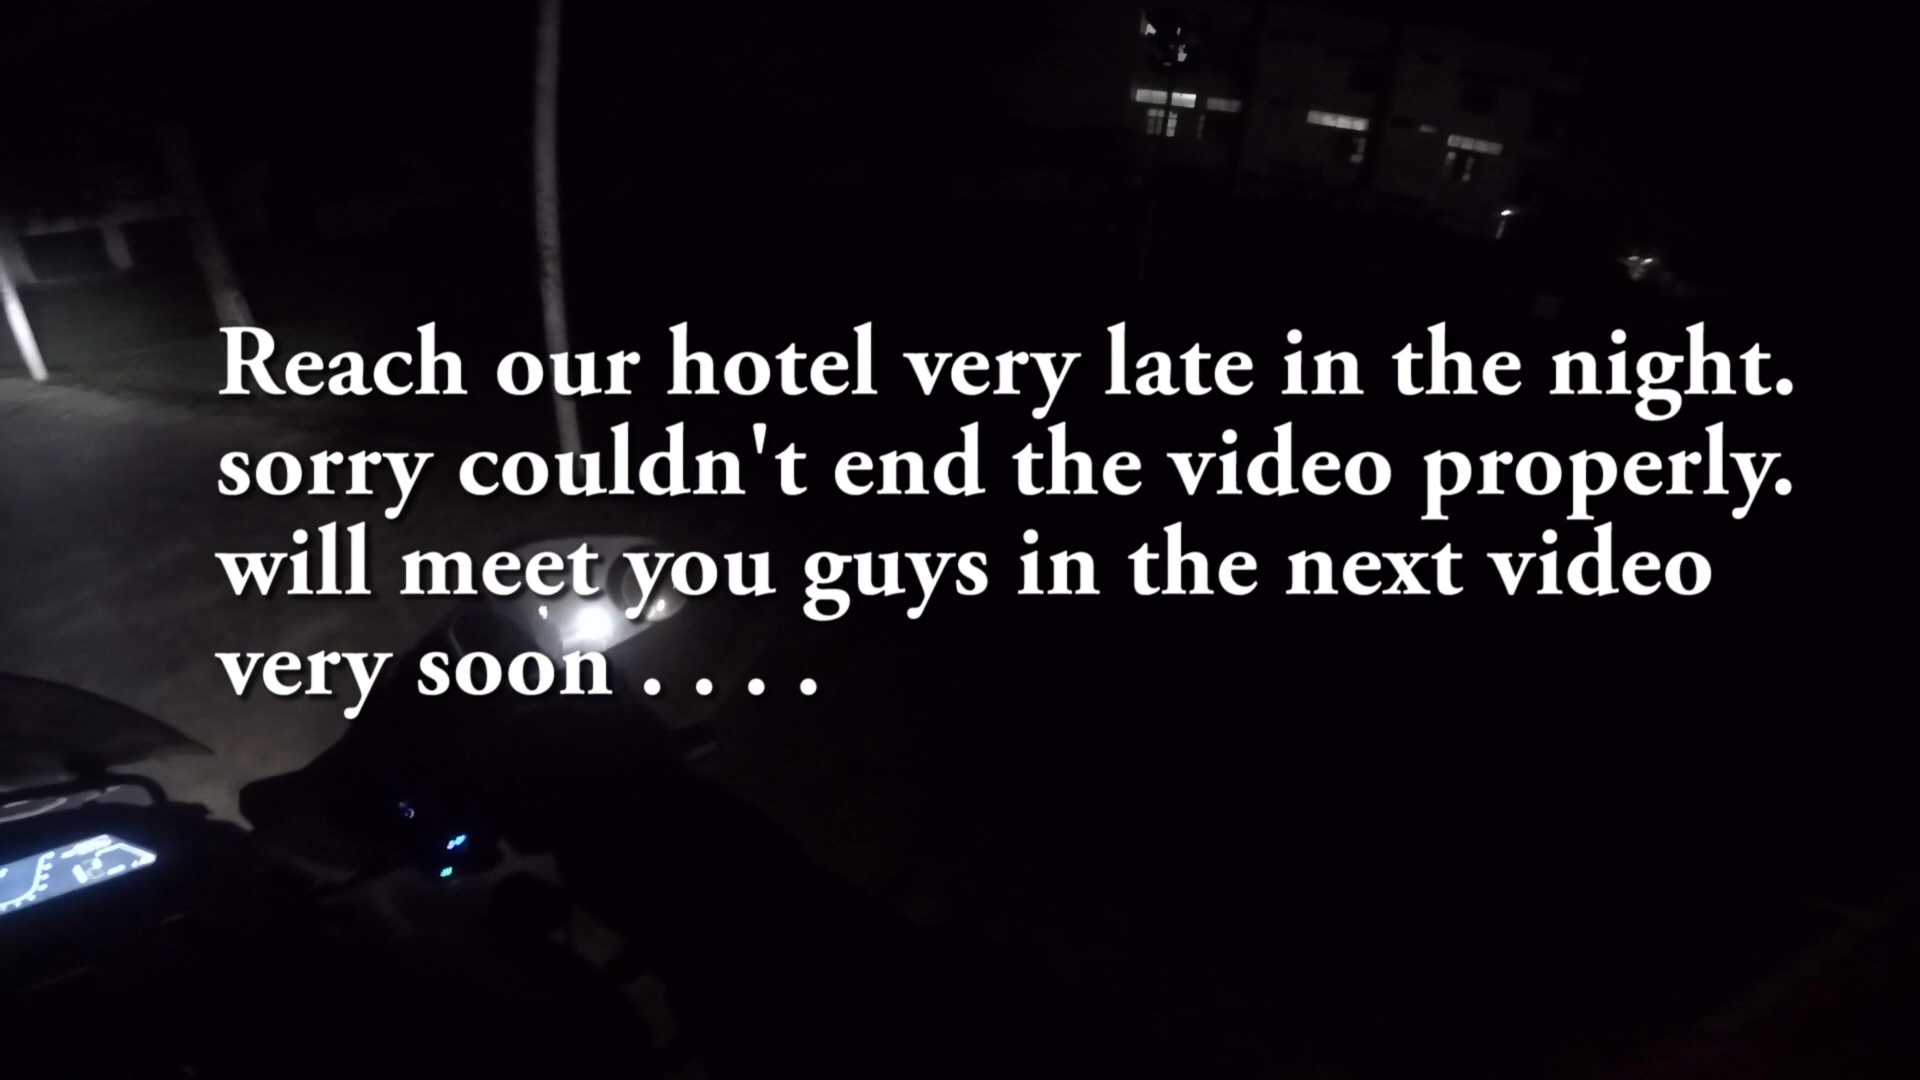 Reach our hotel very late in the night.
sorry couldn't end the video properly.
will meet you guys in the next video
very soon . . . .